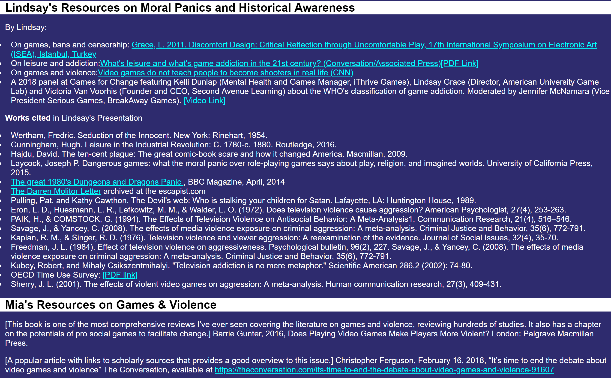 Lindsay's Resources on Moral Panics and Historical Awareness
By Lindsay:
On games, bans and censorship: Grace, L. 2011. Discomfort Design: Critical Reflection through Uncomfortable Play, 17th International Symposium on Electronic Art
(ISEA), Istanbul, Turkey
On leisure and addiction:What's leisure and what's game addiction in the 21st century? (Conversation/Associated Press)[PDF Link]
On games and violence:Video games do not teach people to become shooters in real life (CNN)
A 2018 panel at Games for Change featuring Kelli Dunlap (Mental Health and Games Manager, iThrive Games), Lindsay Grace (Director, American University Game
Lab) and Victoria Van Voorhis (Founder and CEO, Second Avenue Learning) about the WHO's classification of game addiction. Moderated by Jennifer McNamara (Vice
President Serious Games, BreakAway Games). [Video Link]
Works cited in Lindsay's Presentation
Wertham, Fredric. Seduction of the Innocent. New York: Rinehart, 1954.
Cunningham, Hugh. Leisure in the Industrial Revolution: C. 1780-c. 1880. Routledge, 2016.
Hajdu, David. The ten-cent plague: The great comic-book scare and how it changed America. Macmillan, 2009.
Laycock, Joseph P. Dangerous games: what the moral panic over role-playing games says about play, religion, and imagined worlds. University of California Press,
2015.
The great 1980's Dungeons and Dragons Panic , BBC Magazine, April, 2014
The Darren Molitor Letter archived at the escapist.com
Pulling, Pat, and Kathy Cawthon. The Devil's web: Who is stalking your children for Satan. Lafayette, LA: Huntington House, 1989.
Eron, L. D., Huesmann, L. R., Lefkowitz, M. M., & Walder, L. O. (1972). Does television violence cause aggression? American Psychologist, 27(4), 253-263.
PAIK, H., & COMSTOCK, G. (1994). The Effects of Television Violence on Antisocial Behavior: A Meta-Analysis1. Communication Research, 21(4), 516–546.
Savage, J., & Yancey, C. (2008). The effects of media violence exposure on criminal aggression: A meta-analysis. Criminal Justice and Behavior, 35(6), 772-791.
Kaplan, R. M., & Singer, R. D. (1976). Television violence and viewer aggression: A reexamination of the evidence. Journal of Social Issues, 32(4), 35-70.
Freedman, J. L. (1984). Effect of television violence on aggressiveness. Psychological bulletin, 96(2), 227. Savage, J., & Yancey, C. (2008). The effects of media
violence exposure on criminal aggression: A meta-analysis. Criminal Justice and Behavior. 35(6), 772-791.
Kubey, Robert, and Mihaly Csikszentmihalyi. "Television addiction is no mere metaphor." Scientific American 286.2 (2002): 74-80.
OECD Time Use Survey: [PDF link]
Sherry, J. L. (2001). The effects of violent video games on aggression: A meta-analysis. Human communication research, 27(3), 409-431.
Mia's Resources on Games & Violence
[This book is one of the most comprehensive reviews I've ever seen covering the literature on games and violence, reviewing hundreds of studies. It also has a chapter
on the potentials of pro social games to facilitate change.] Barrie Gunter, 2016, Does Playing Video Games Make Players More Violent? London: Palgrave Macmillan
Press.
[A popular article with links to scholarly sources that provides a good overview to this issue.] Christopher Ferguson. February 16, 2016, "It's time to end the debate about
video games and violence" The Conversation, available at https://theconversation.com/its-time-to-end-the-debate-about-video-games-and-violence-91607